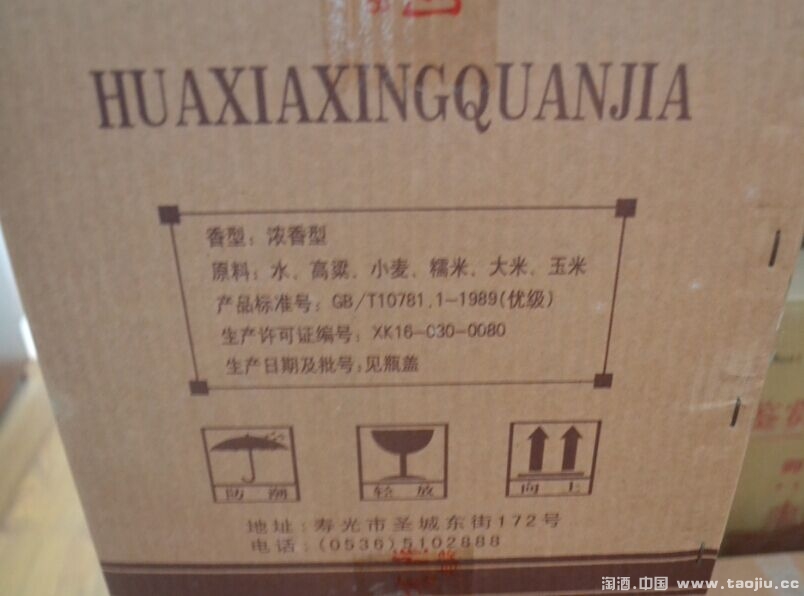 HUAXIAXINGQUANJIA
香型：浓香型
原料：水、高粱、小麦、糯米、大米、玉米
产品标准号：GB/T10781.1-1989(优级)
生产许可证编号：XK16-030-0080
生产日期及批号:见瓶盖
防 潮
轻 放
向 上
地址:寿光市圣城东街172号
电话:(0536)5102888
淘酒.中国 www.taojiu.cc